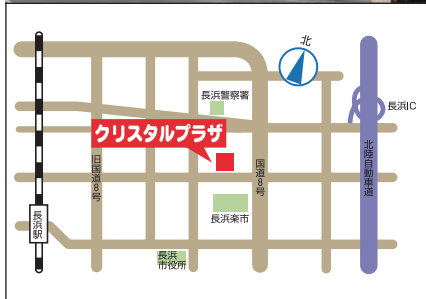 北
長浜警察署
長浜IC
クリスタルプラザ
旧国道8号
国道8号
北陸自動車道
長浜駅
長浜楽市
長浜
市役所